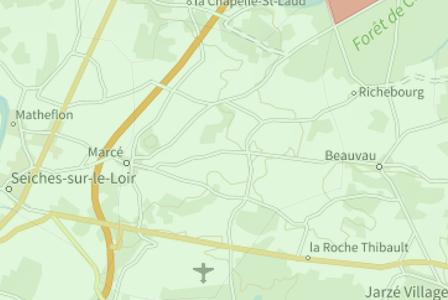 la Chapelle-St-Laud
Forêt de C
Richebourg
Matheflon
Marcé
Beauvau
Seiches-sur-le-Loir
la Roche Thibault
Jarzé Village